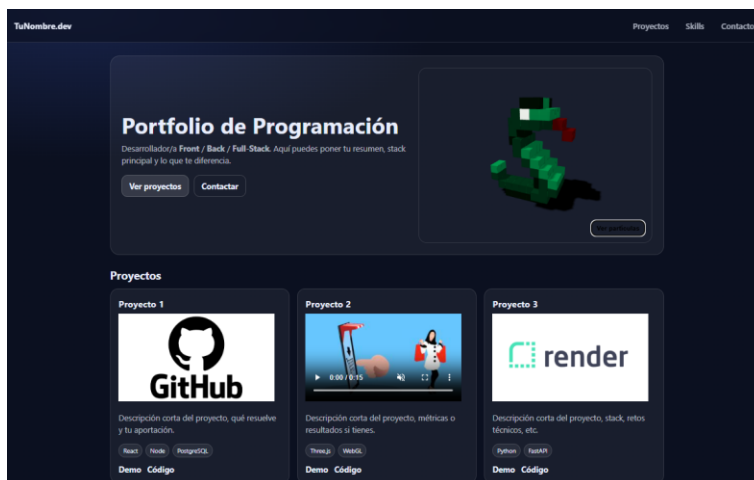 TuNombre.dev
Proyectos Skills Contacto
Portfolio de Programación
Desarrollador/a Front / Back / Full-Stack. Aquí puedes poner tu resumen, stack
principal y lo que te diferencia.
Ver proyectos Contactar
Ver partículas
Proyectos
Proyecto 1
GitHub
Descripción corta del proyecto, qué resuelve
y tu aportación.
React Node PostgreSQL
Demo Código
Proyecto 2
0:00 / 0:15
Descripción corta del proyecto, métricas o
resultados si tienes.
Three.js WebGL
Demo Código
Proyecto 3
render
Descripción corta del proyecto, stack, retos
técnicos, etc.
Python FastAPI
Demo Código